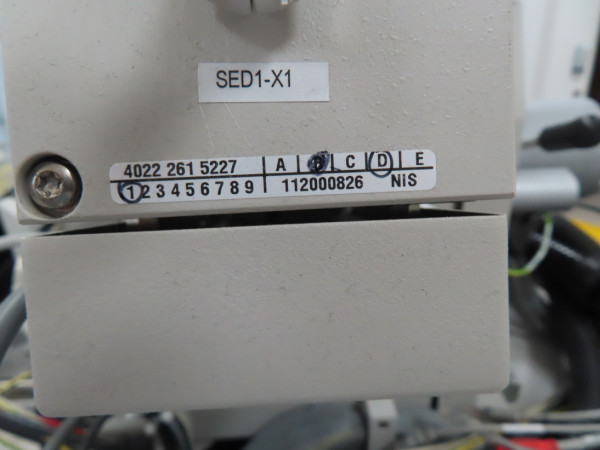 SED1-X1
4022 261 5227 | A | B | C | D | E
1 2 3 4 5 6 7 8 9 | 112000826 NiS